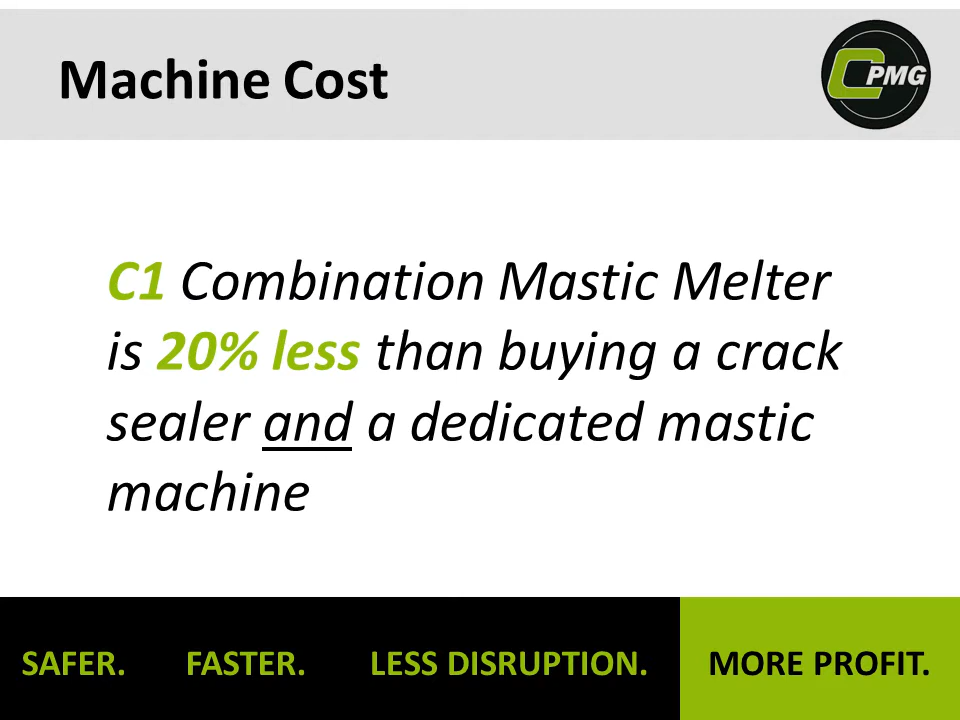 Machine Cost
CPMG
C1 Combination Mastic Melter
is 20% less than buying a crack
sealer and a dedicated mastic
machine
SAFER. FASTER. LESS DISRUPTION. MORE PROFIT.